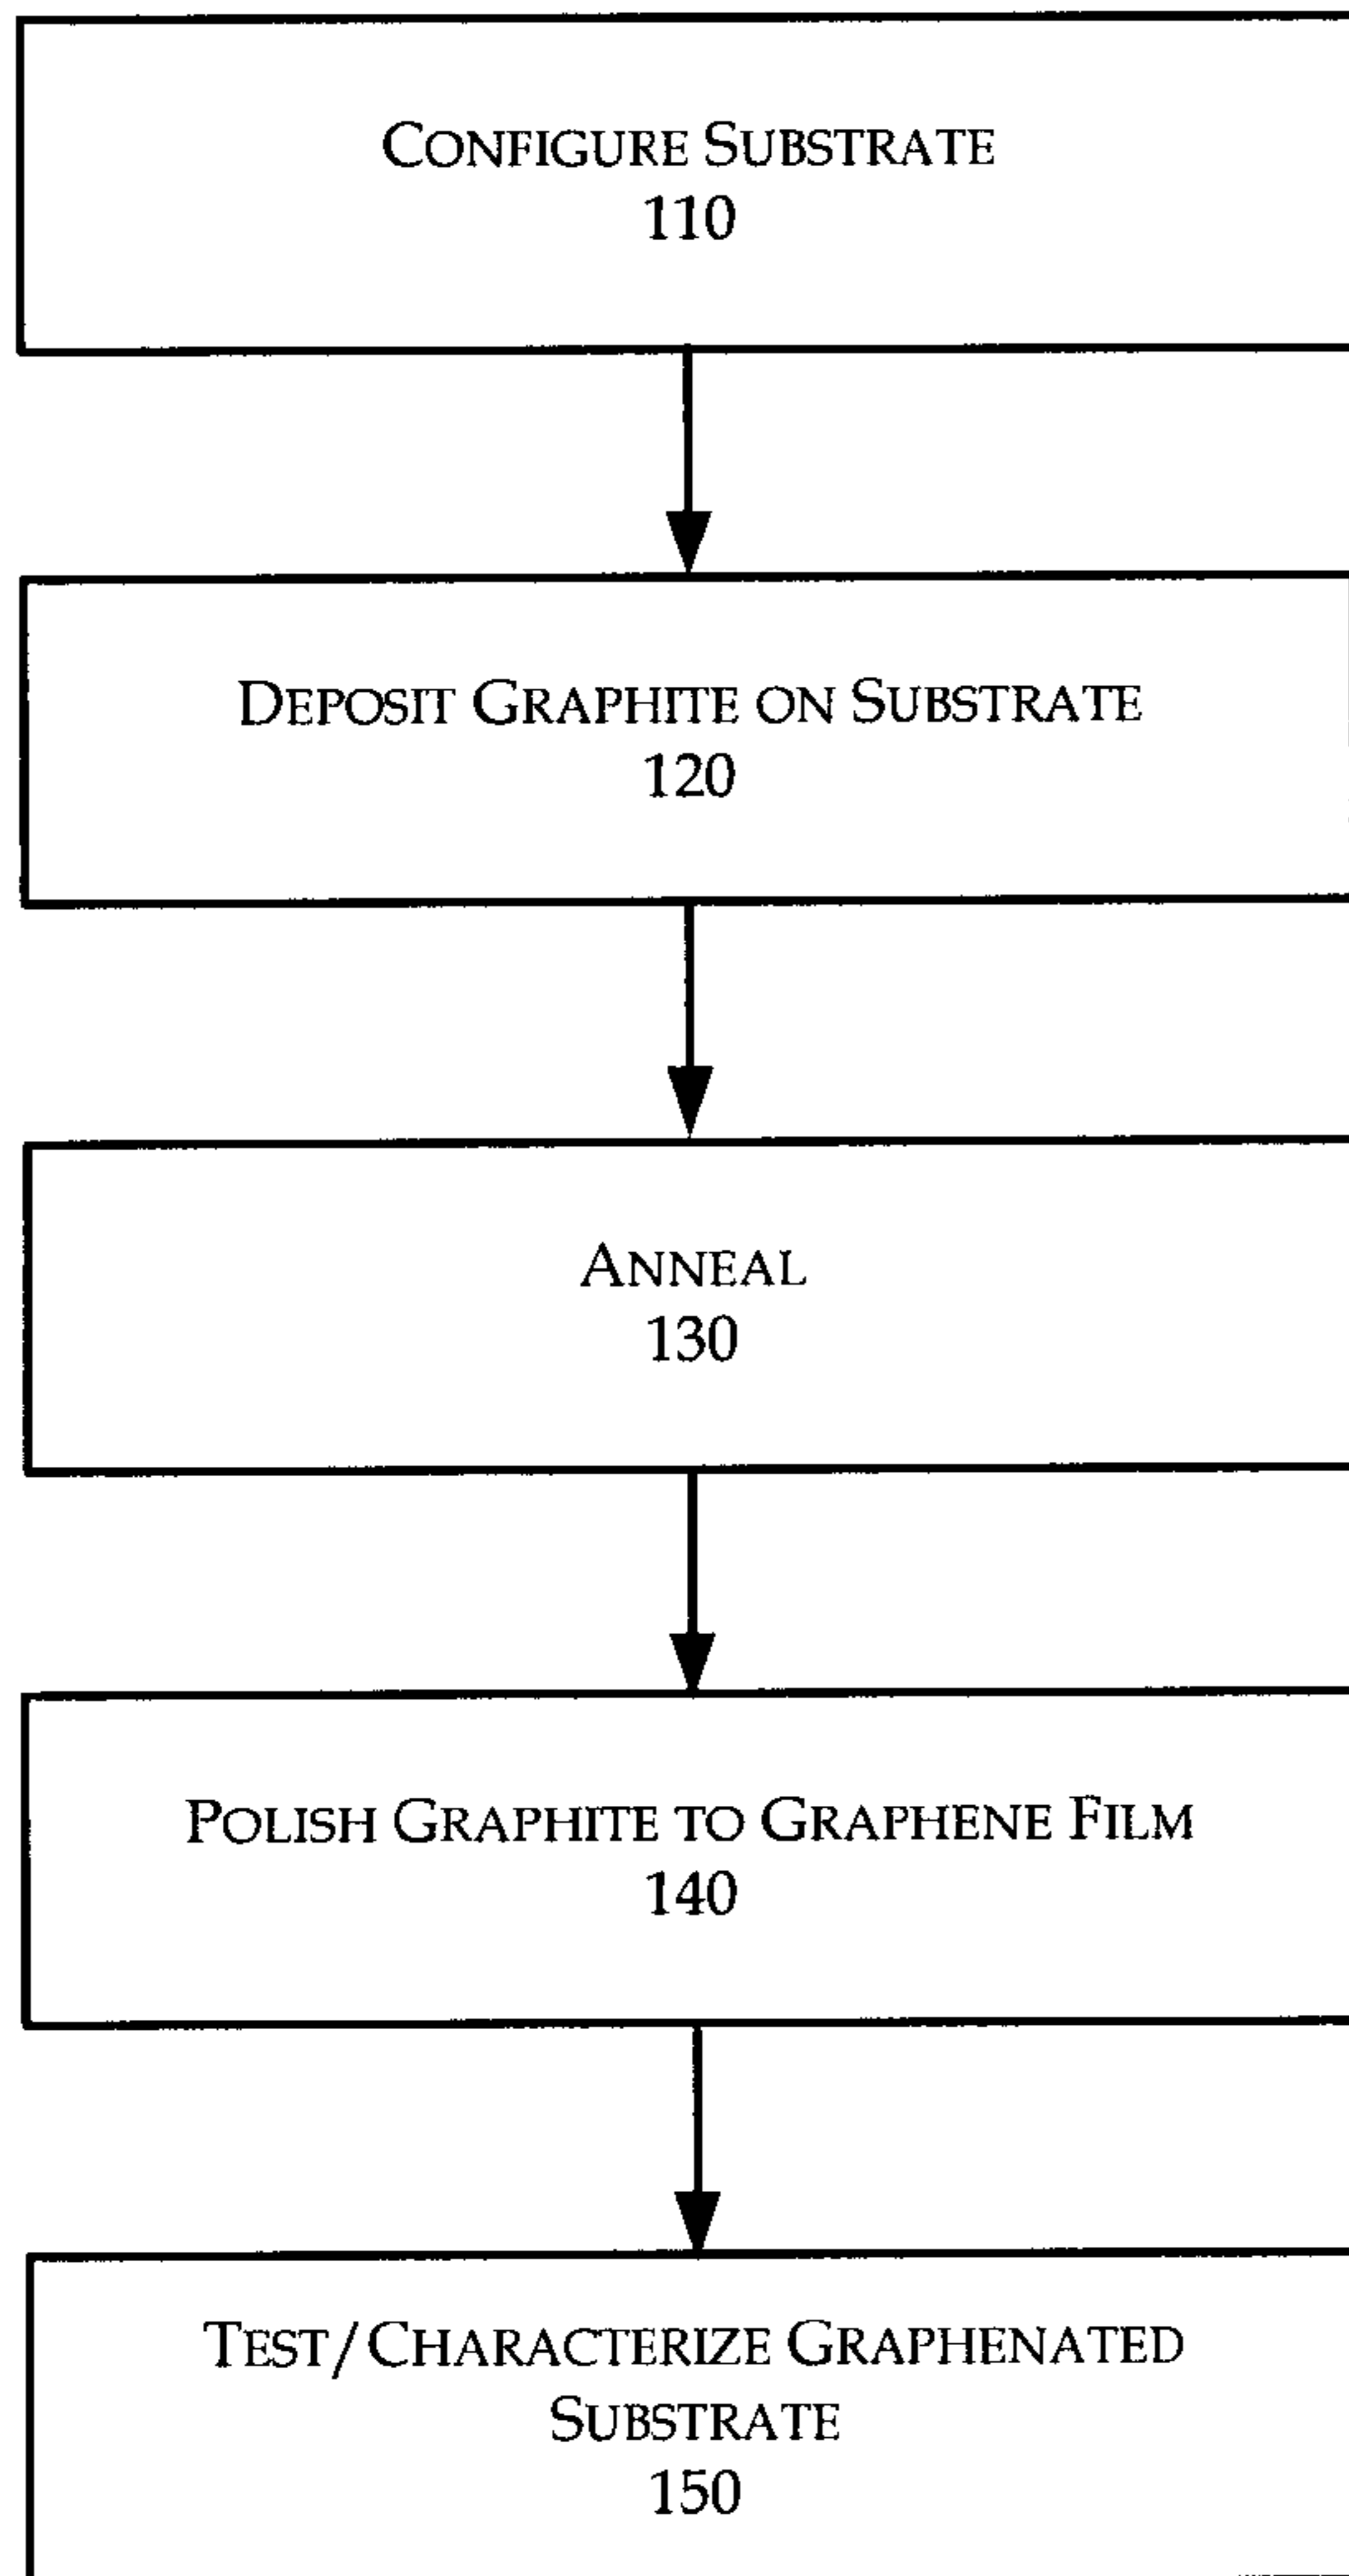 CONFIGURE SUBSTRATE
110
DEPOSIT GRAPHITE ON SUBSTRATE
120
ANNEAL
130
POLISH GRAPHITE TO GRAPHENE FILM
140
TEST/CHARACTERIZE GRAPHENATED
SUBSTRATE
150